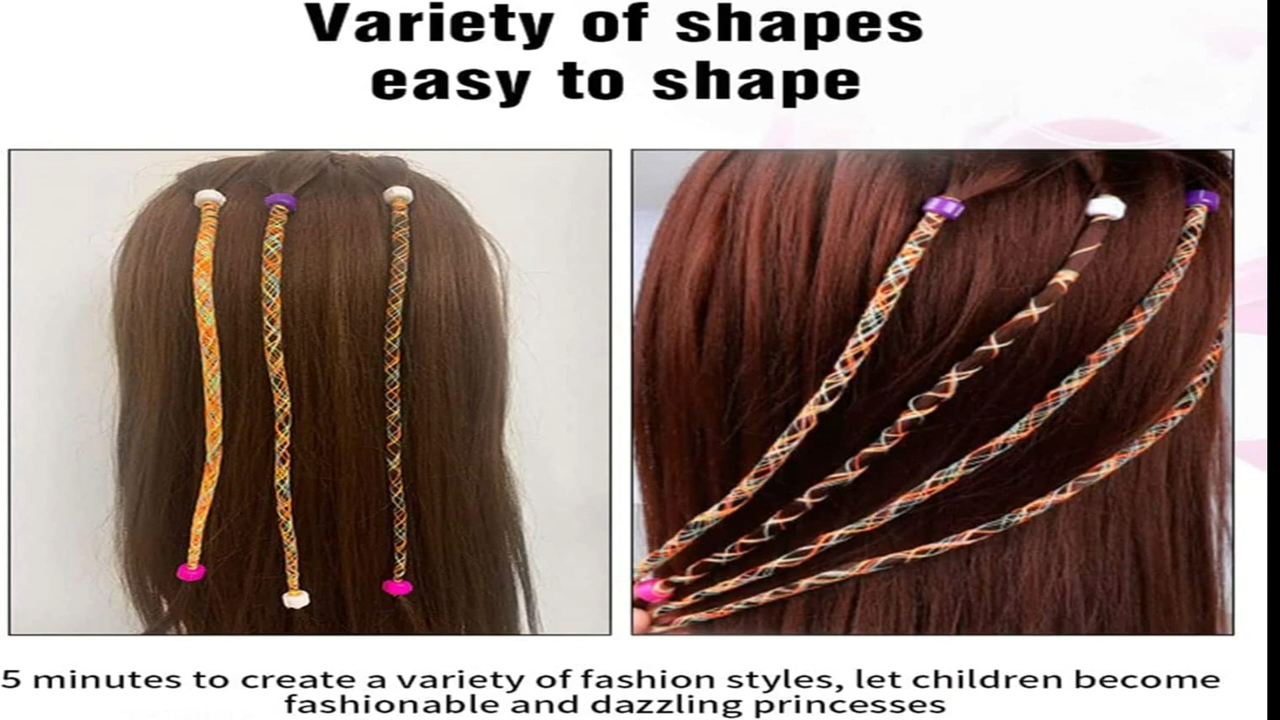 Variety of shapes
easy to shape
5 minutes to create a variety of fashion styles, let children become
fashionable and dazzling princesses